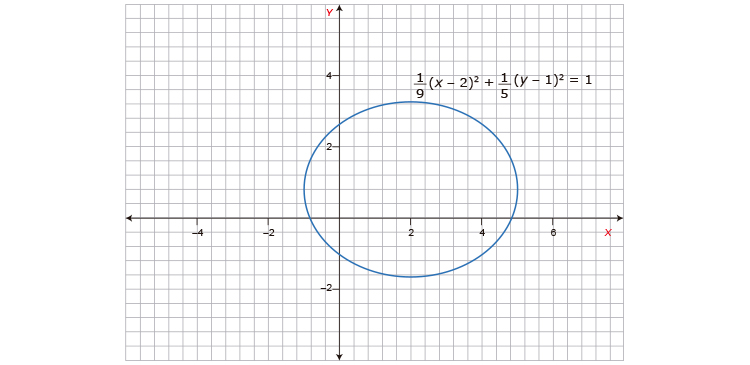 Y
4
1/9 (x – 2)² + 1/5 (y – 1)² = 1
2
–4 –2 2 4 6 X
–2